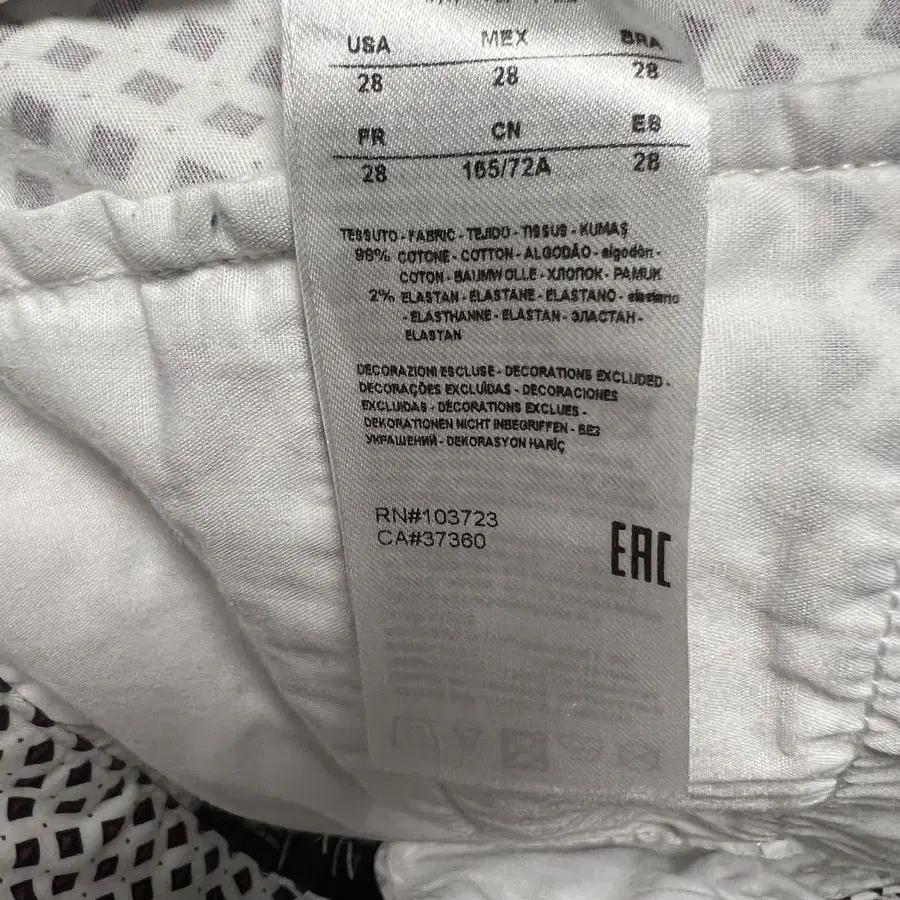 USA MEX BRA
28 28 28
FR CN ES
28 165/72A 28
TESSUTO - FABRIC - TEJIDO - TISSUS - KUMAŞ
98% COTONE - COTTON - ALGODÃO - algodón -
COTON - BAUMWOLLE - ХЛОПОК - PAMUK
2% ELASTAN - ELASTANE - ELASTANO - elastano
- ELASTHANNE - ELASTAN - ЭЛАСТАН -
ELASTAN
DECORAZIONI ESCLUSE - DECORATIONS EXCLUDED -
DECORAÇÕES EXCLUÍDAS - DECORACIONES
EXCLUIDAS - DÉCORATIONS EXCLUES -
DEKORATIONEN NICHT INBEGRIFFEN - БЕЗ
УКРАШЕНИЙ - DEKORASYON HARİÇ
RN#103723
CA#37360
EAC